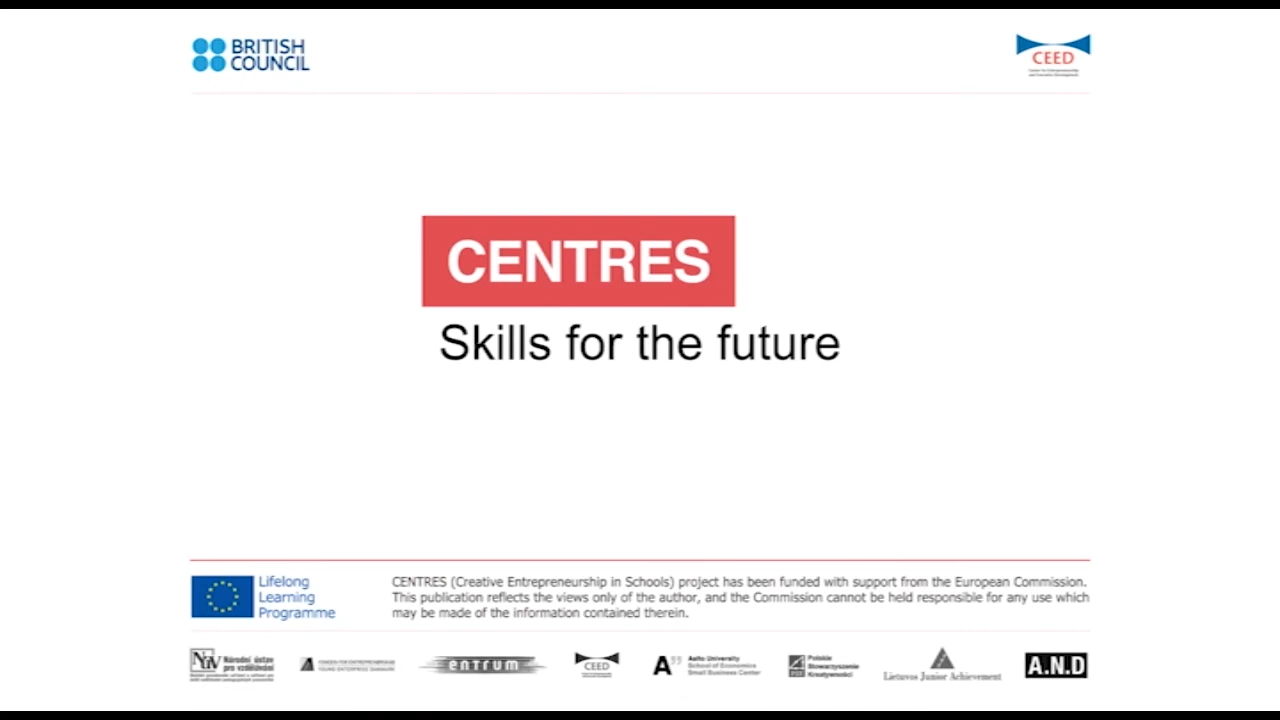 BRITISH
COUNCIL
CEED
CENTRES
Skills for the future
Lifelong
Learning
Programme
CENTRES (Creative Entrepreneurship in Schools) project has been funded with support from the European Commission.
This publication reflects the views only of the author, and the Commission cannot be held responsible for any use which
may be made of the information contained therein.
Národní ústav
pro vzdělávání
entrum
CEED
A
Aalto University
School of Economics
Small Business Center
Polskie
Stowarzyszenie
Kreatywności
Lietuvos Junior Achievement
A.N.D